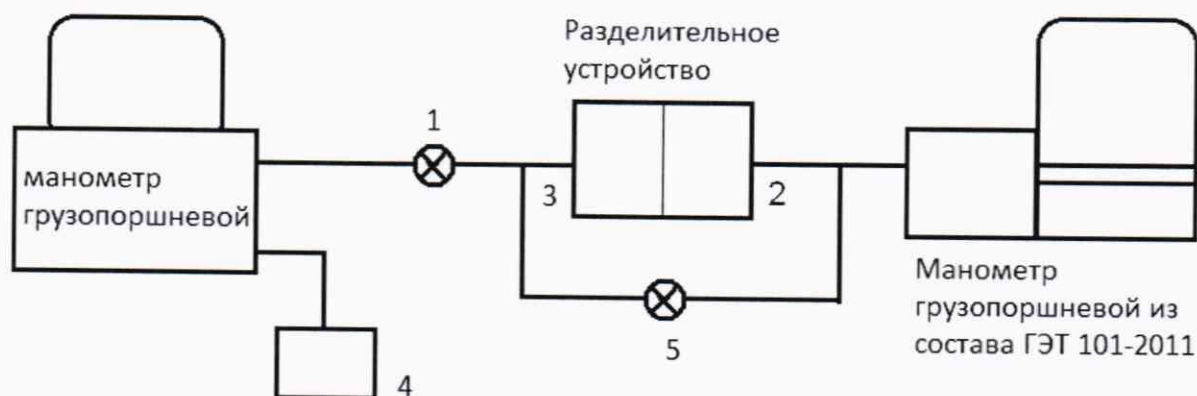 Разделительное
устройство
1
манометр
грузопоршневой
3
2
Манометр
грузопоршневой из
состава ГЭТ 101-2011
5
4